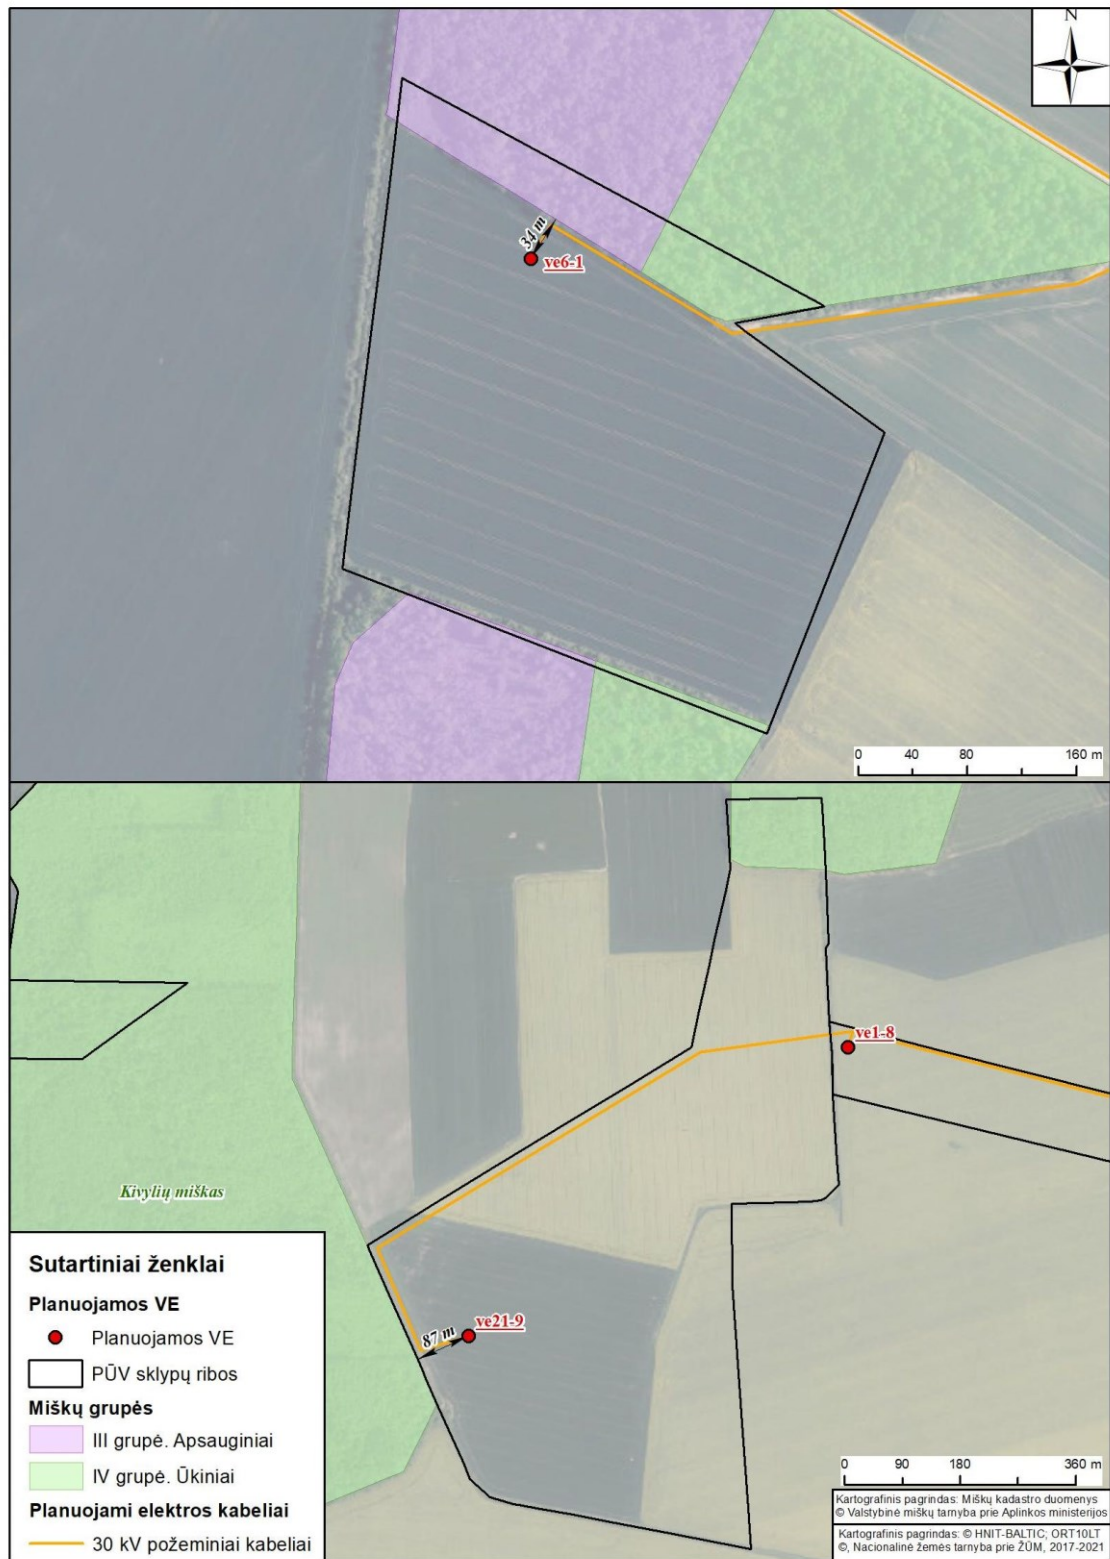 N
34 m
ve6-1
0 40 80 160 m
ve1-8
Kivylių miškas
ve21-9
87 m
Sutartiniai ženklai
Planuojamos VE
Planuojamos VE
PŪV sklypų ribos
Miškų grupės
III grupė. Apsauginiai
IV grupė. Ūkiniai
Planuojami elektros kabeliai
30 kV požeminiai kabeliai
0 90 180 360 m
Kartografinis pagrindas: Miškų kadastro duomenys
© Valstybinė miškų tarnyba prie Aplinkos ministerijos
Kartografinis pagrindas: © HNIT-BALTIC; ORT10LT
©, Nacionalinė žemės tarnyba prie ŽŪM, 2017-2021